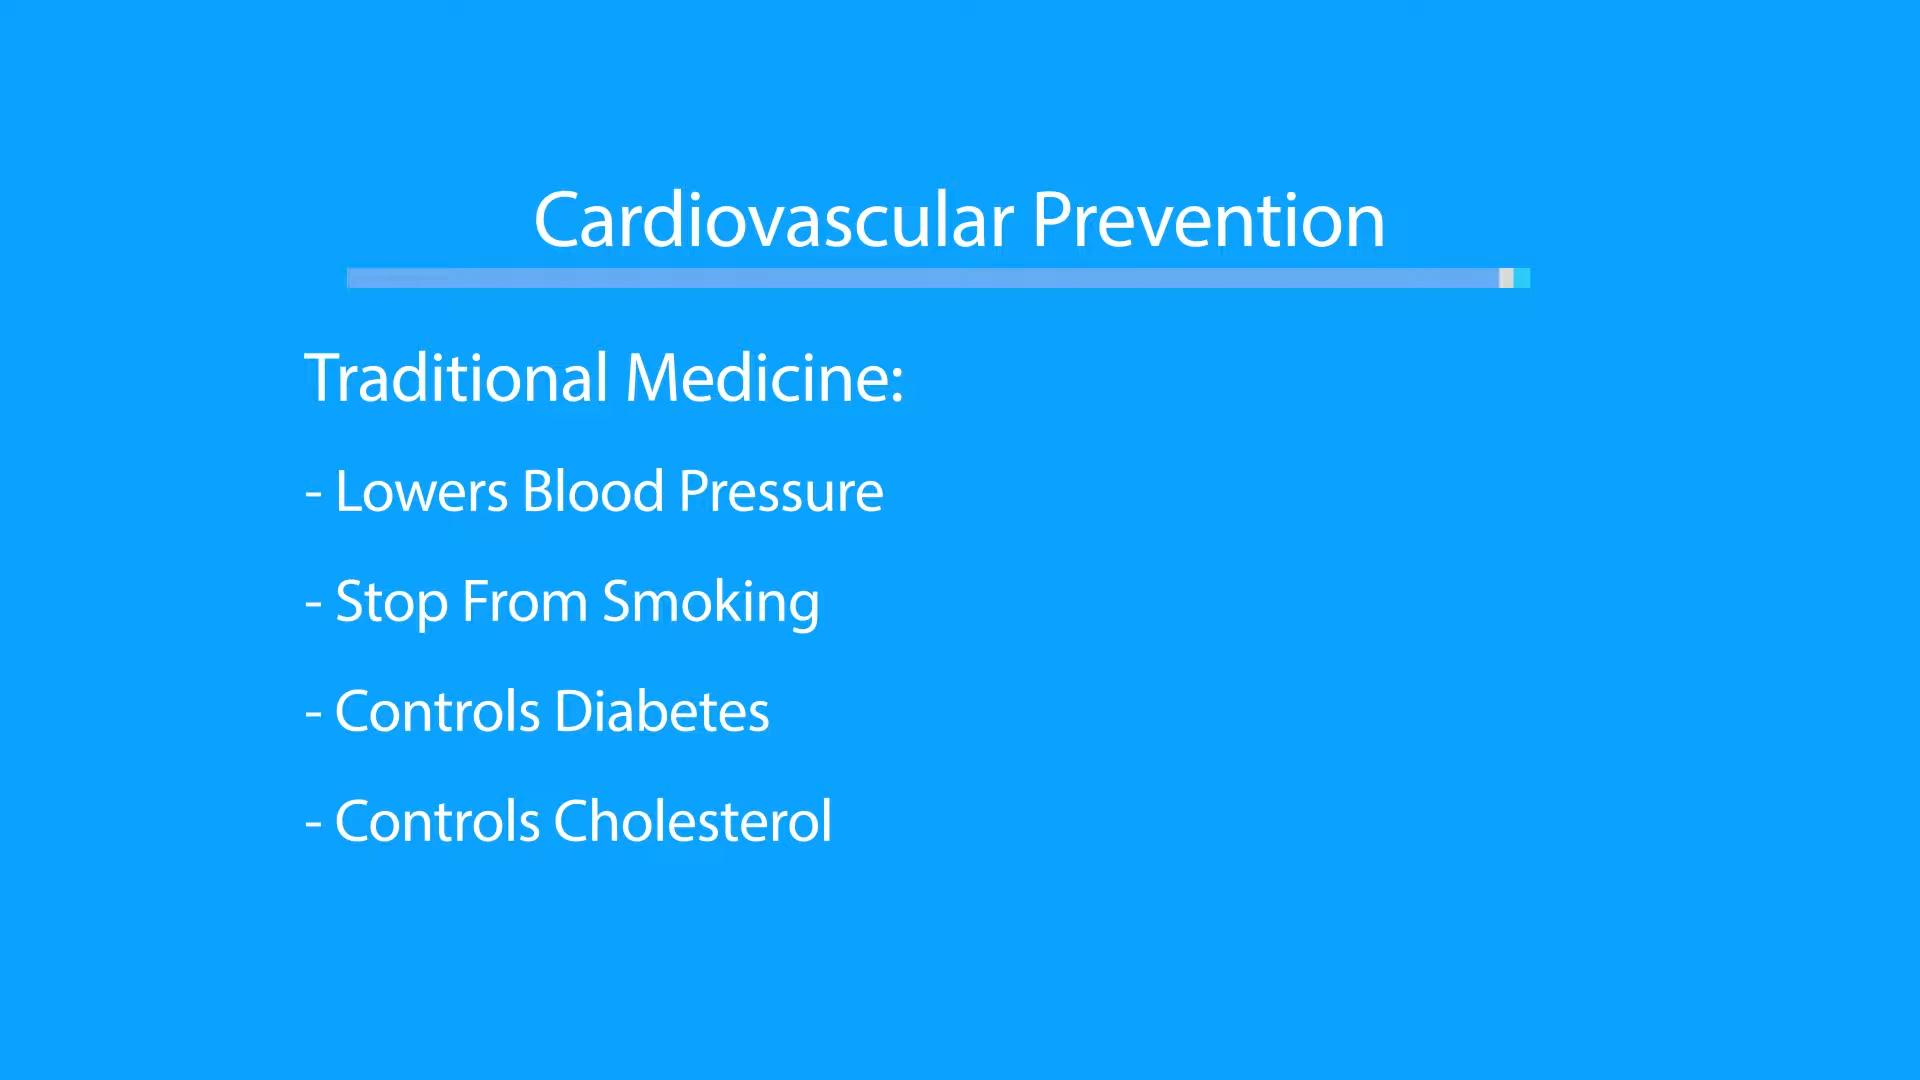 Cardiovascular Prevention
Traditional Medicine:
- Lowers Blood Pressure
- Stop From Smoking
- Controls Diabetes
- Controls Cholesterol